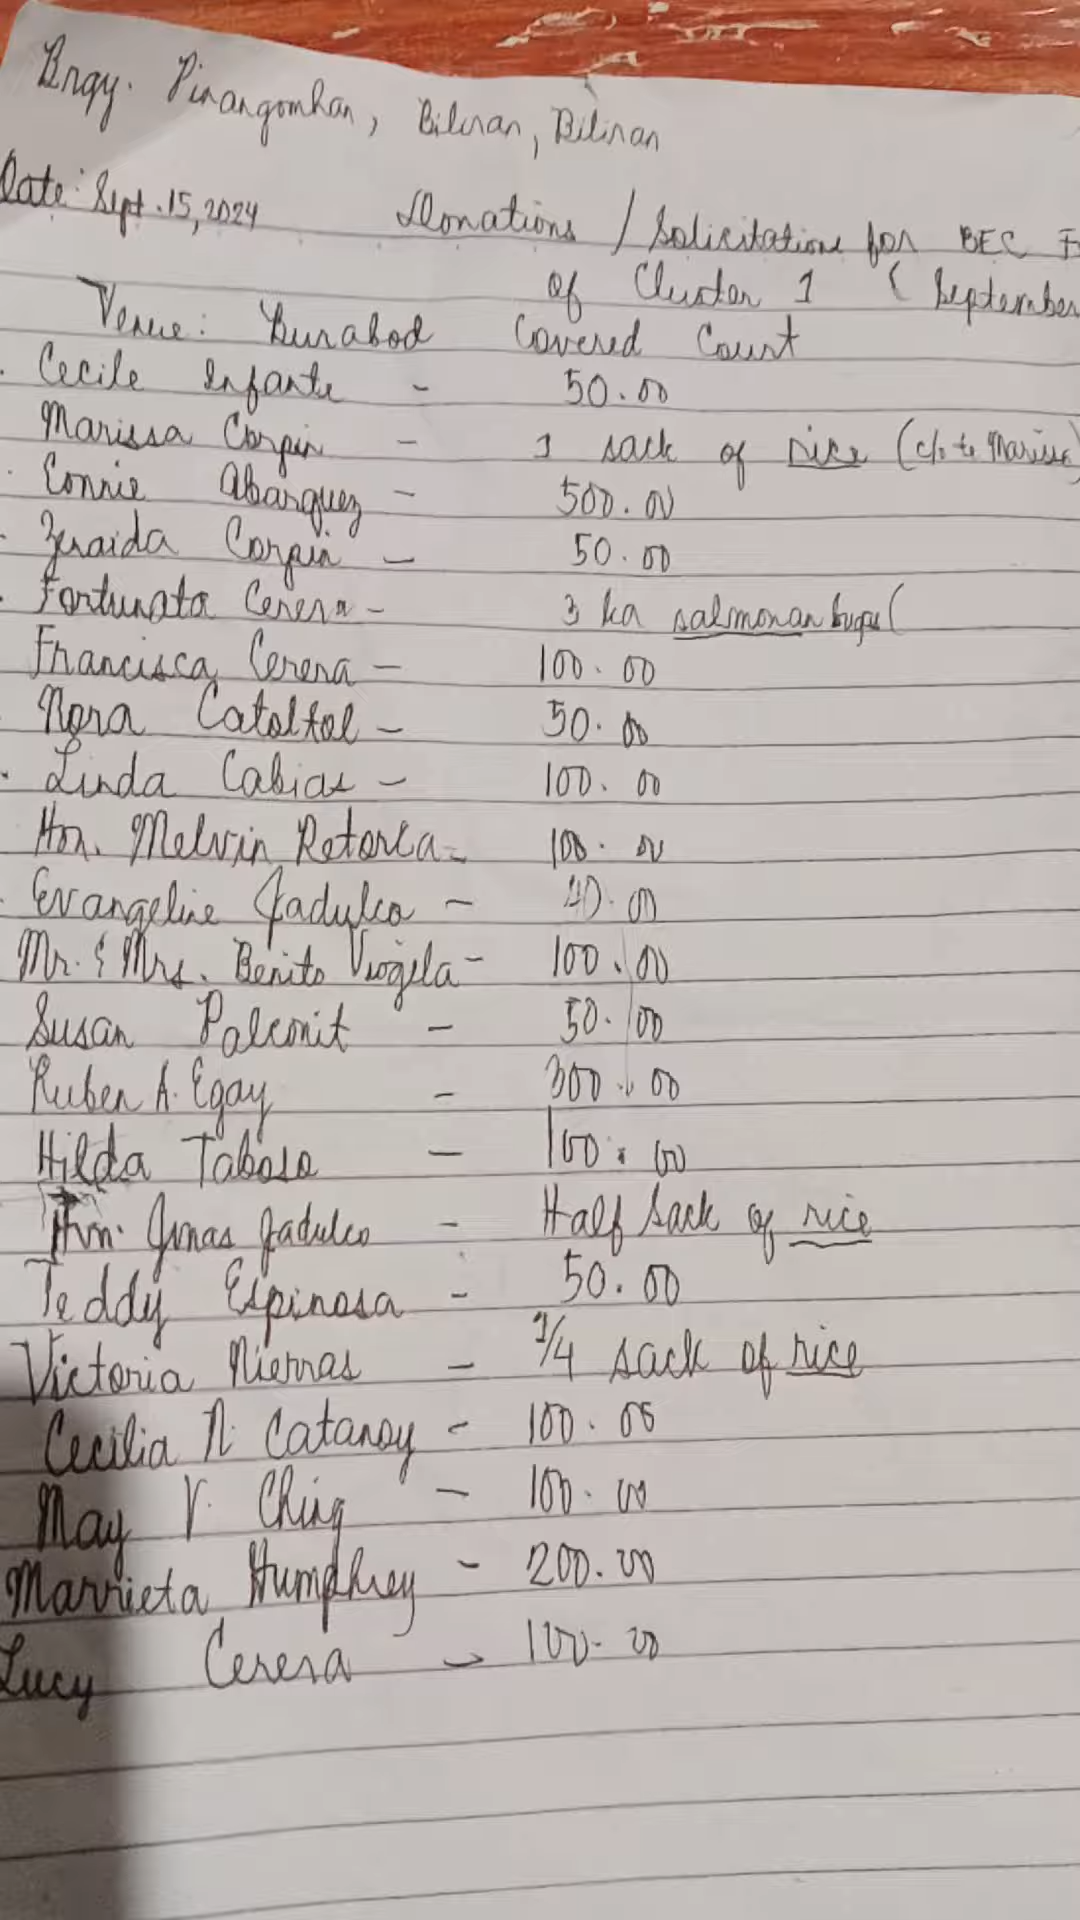 Brgy. Pinangomhan, Biliran, Biliran
Date: Sept. 15, 2024 Donations / Solicitations for BEC F
of Cluster 1 ( September
Venue: Burabod Covered Court
Cecile Infante - 50.00
Marissa Corpin - 1 sack of rice (c/o te Marissa)
Connie Abarquez - 500.00
Zeraida Corpin - 50.00
Fortunata Cerera - 3 ka salmonan (
Francisca Cerera - 100.00
Nora Cataltal - 50.00
Linda Cabias - 100.00
Hon. Melvin Retorca - 100.00
Evangeline Jadulco - 40.00
Mr. & Mrs. Benito - 100.00
Susan Palconit - 50.00
Ruben A. Egay - 300.00
Hilda Taboso - 100.00
Hon. Jonas Jadulco - Half Sack of rice
Teddy Espinosa - 50.00
Victoria Nierras - 1/4 sack of rice
Cecilia N. Catanoy - 100.00
May V. Ching - 100.00
Marrieta Humphrey - 200.00
Lucy Cerera - 100.00